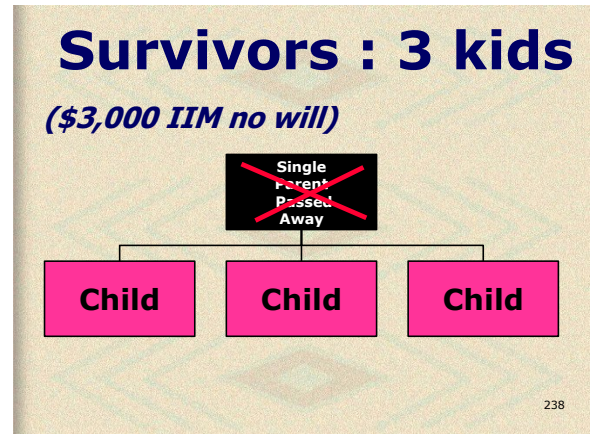 Survivors : 3 kids
($3,000 IIM no will)
Single
Parent
Passed
Away
Child Child Child
238